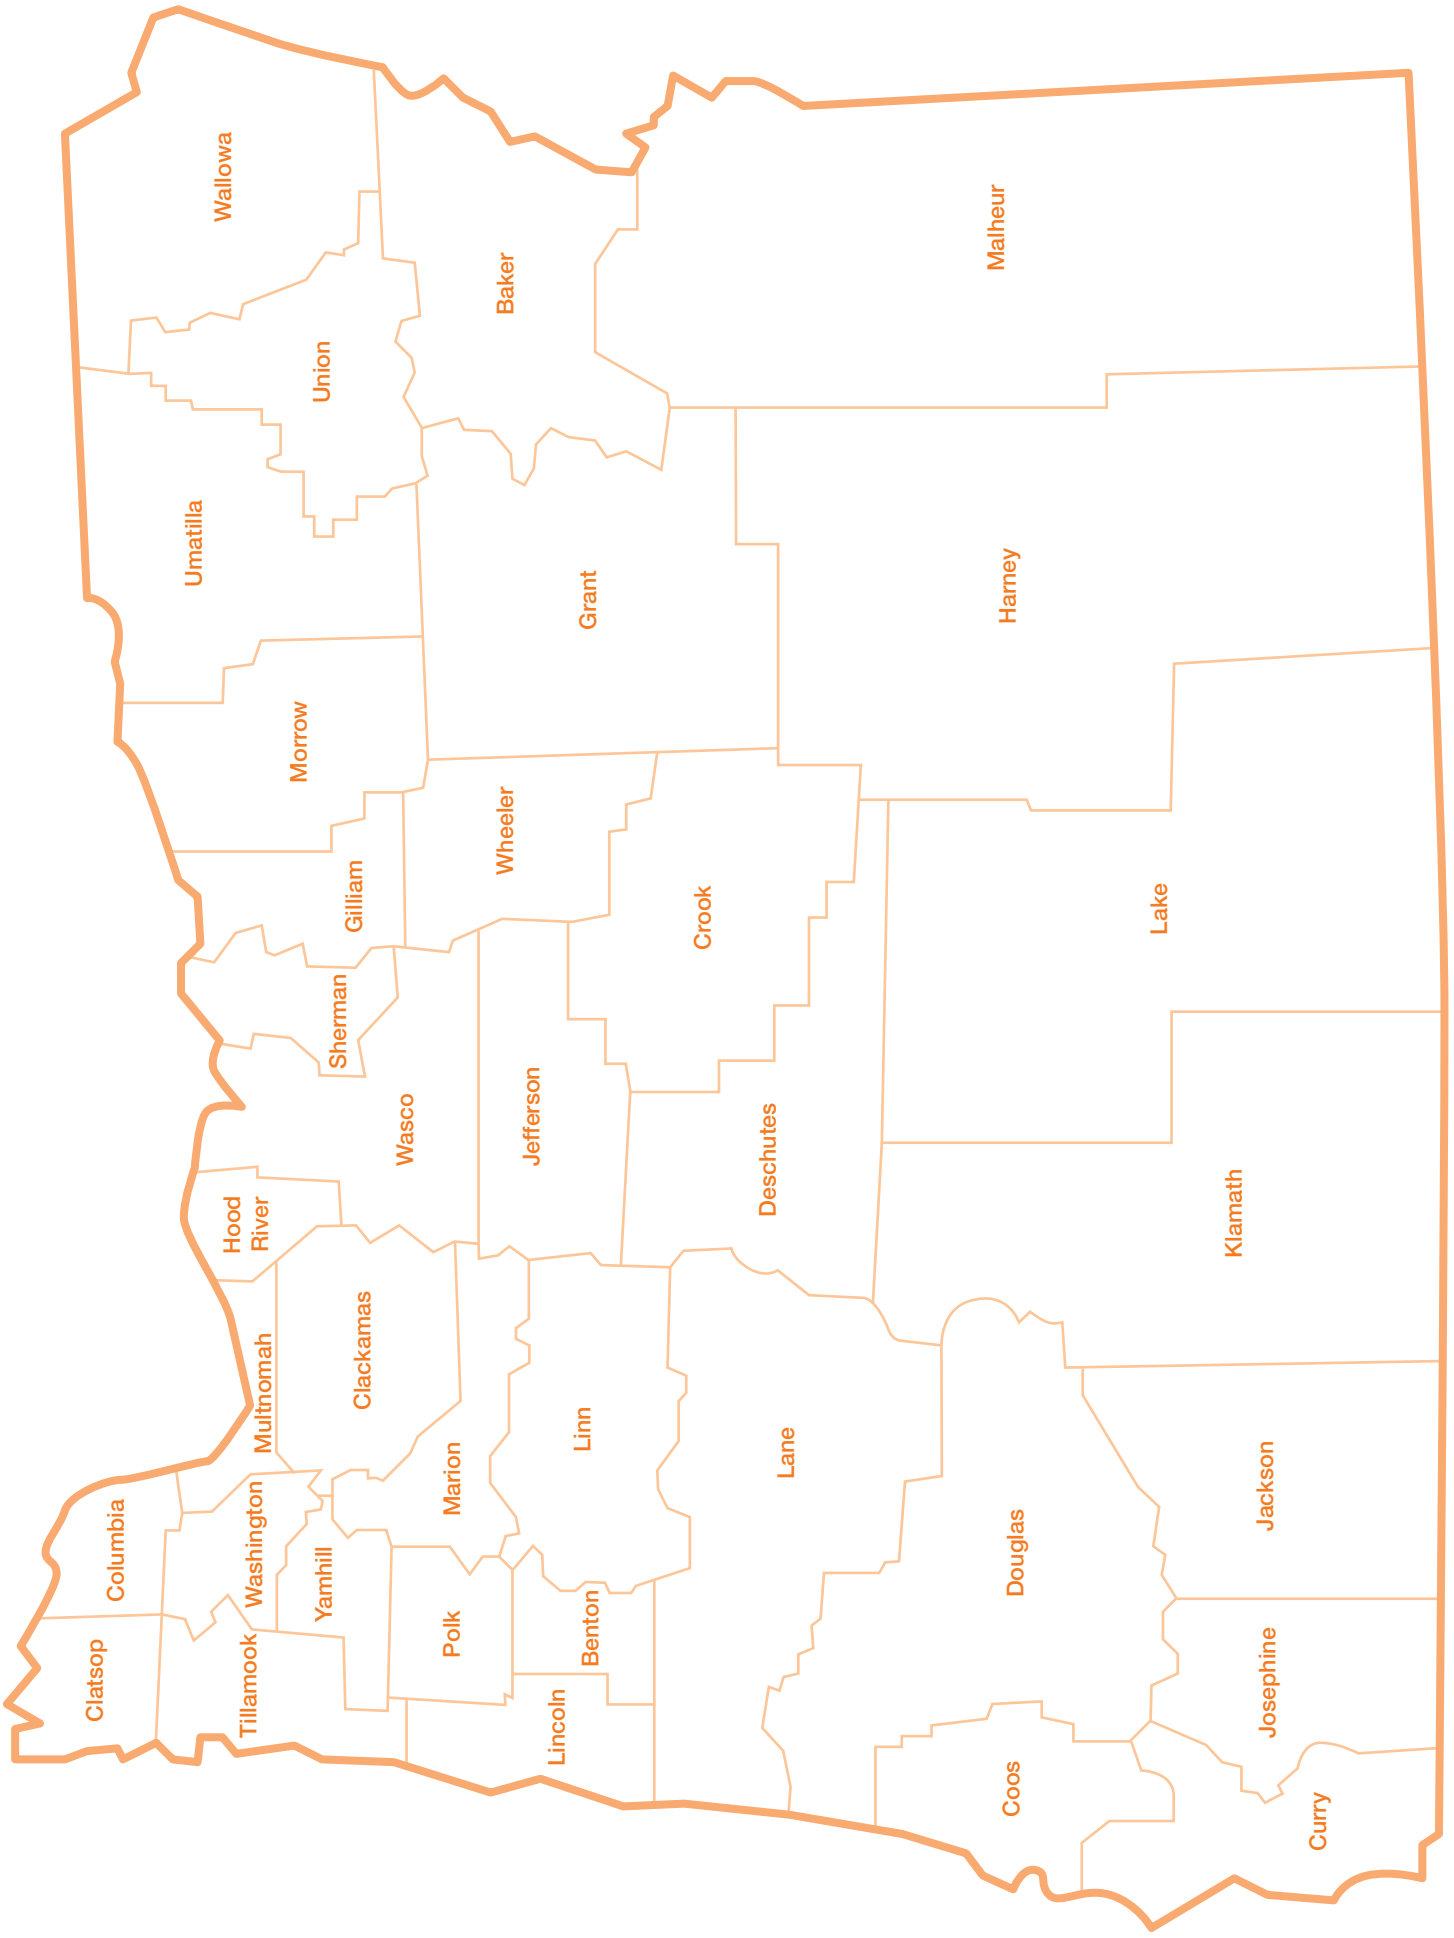 Clatsop
Columbia
Tillamook
Washington
Multnomah
Hood
River
Yamhill
Clackamas
Wasco
Sherman
Gilliam
Morrow
Umatilla
Union
Wallowa
Polk
Marion
Lincoln
Benton
Linn
Jefferson
Wheeler
Grant
Baker
Lane
Deschutes
Crook
Malheur
Harney
Coos
Douglas
Lake
Klamath
Curry
Josephine
Jackson